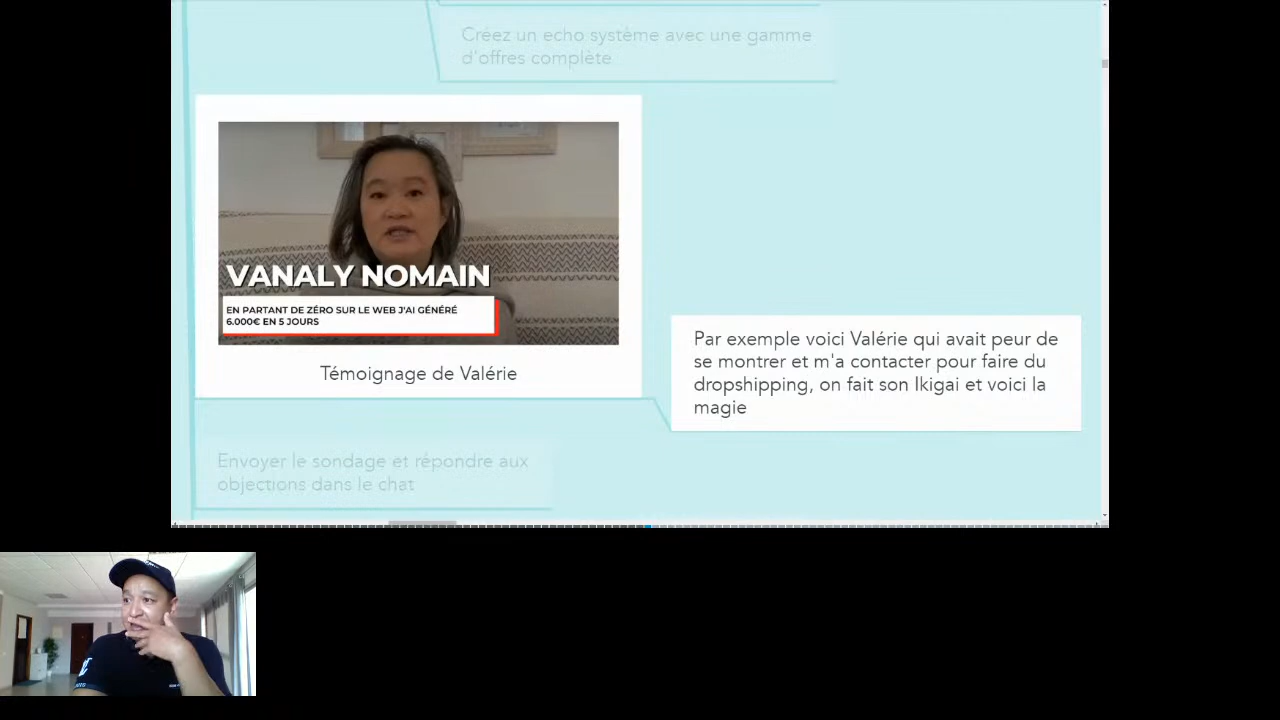 Créez un echo système avec une gamme
d'offres complète
VANALY NOMAIN
EN PARTANT DE ZÉRO SUR LE WEB J'AI GÉNÉRÉ
6.000€ EN 5 JOURS
Témoignage de Valérie
Par exemple voici Valérie qui avait peur de
se montrer et m'a contacter pour faire du
dropshipping, on fait son Ikigai et voici la
magie
Envoyer le sondage et répondre aux
objections dans le chat